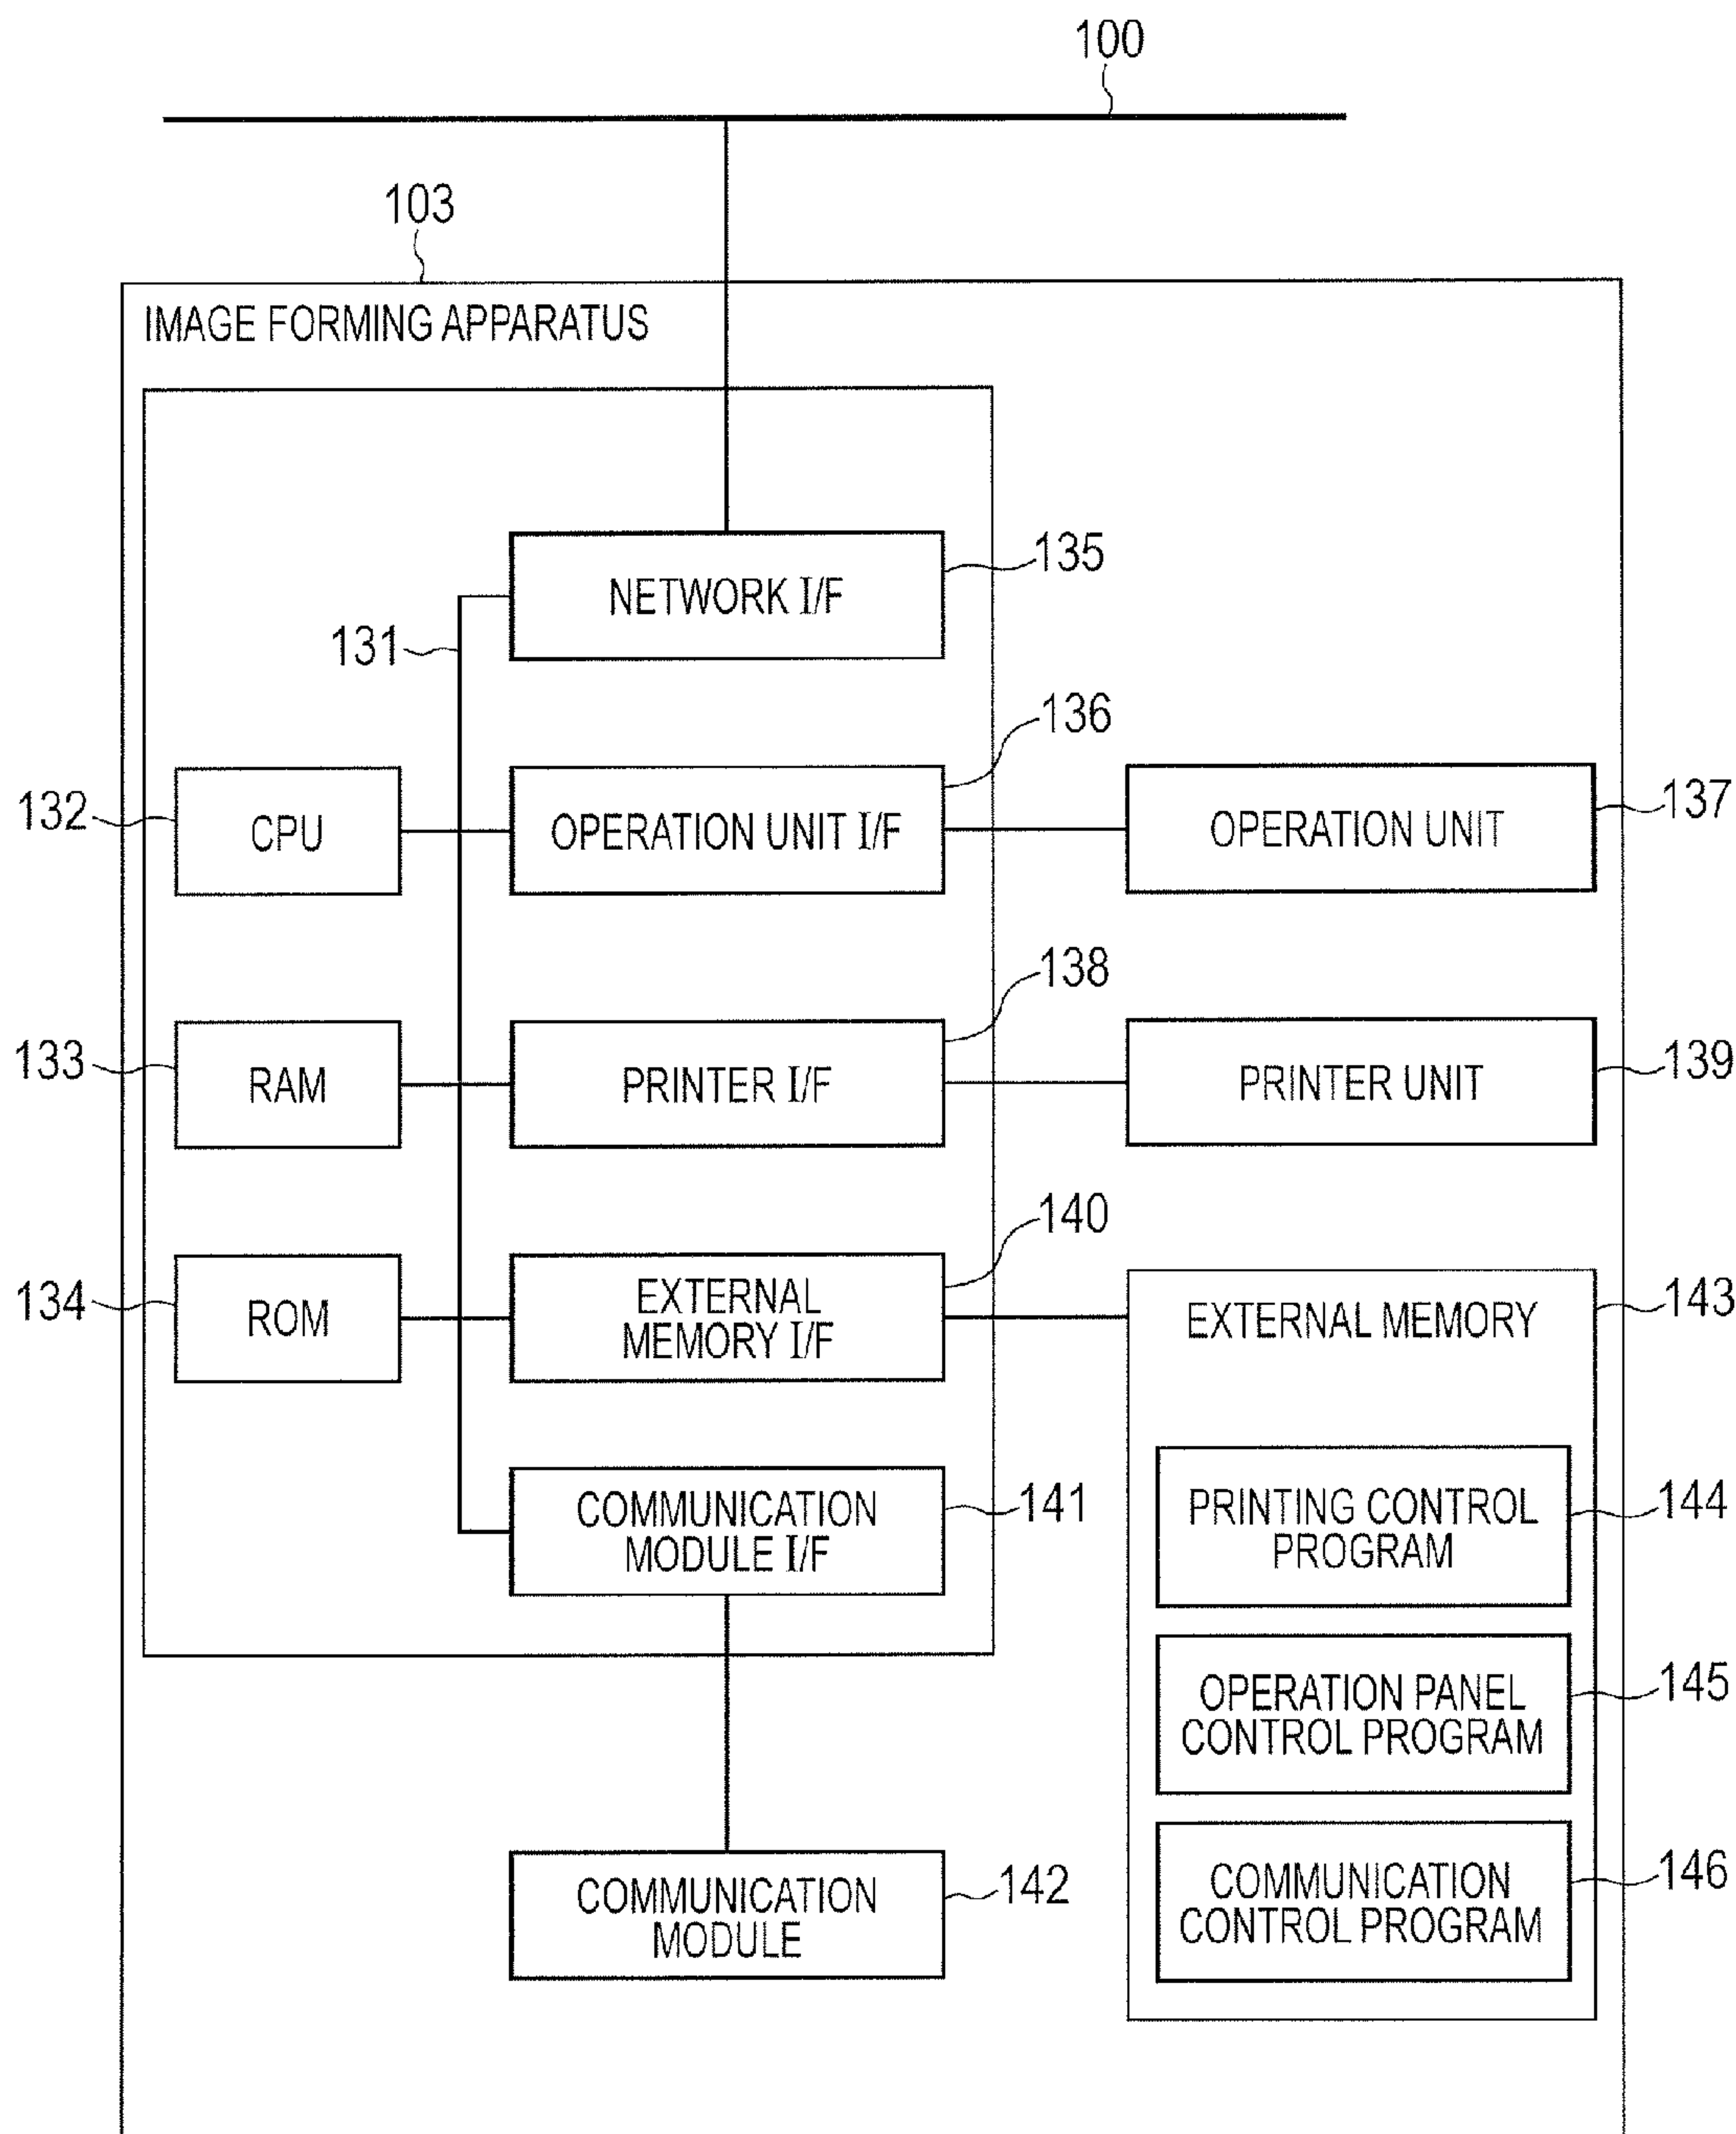 100
103
IMAGE FORMING APPARATUS
135
NETWORK I/F
131
136
132
CPU
OPERATION UNIT I/F
OPERATION UNIT
137
138
133
RAM
PRINTER I/F
PRINTER UNIT
139
140
134
ROM
EXTERNAL
MEMORY I/F
EXTERNAL MEMORY
143
COMMUNICATION
MODULE I/F
141
PRINTING CONTROL
PROGRAM
144
OPERATION PANEL
CONTROL PROGRAM
145
COMMUNICATION
MODULE
142
COMMUNICATION
CONTROL PROGRAM
146